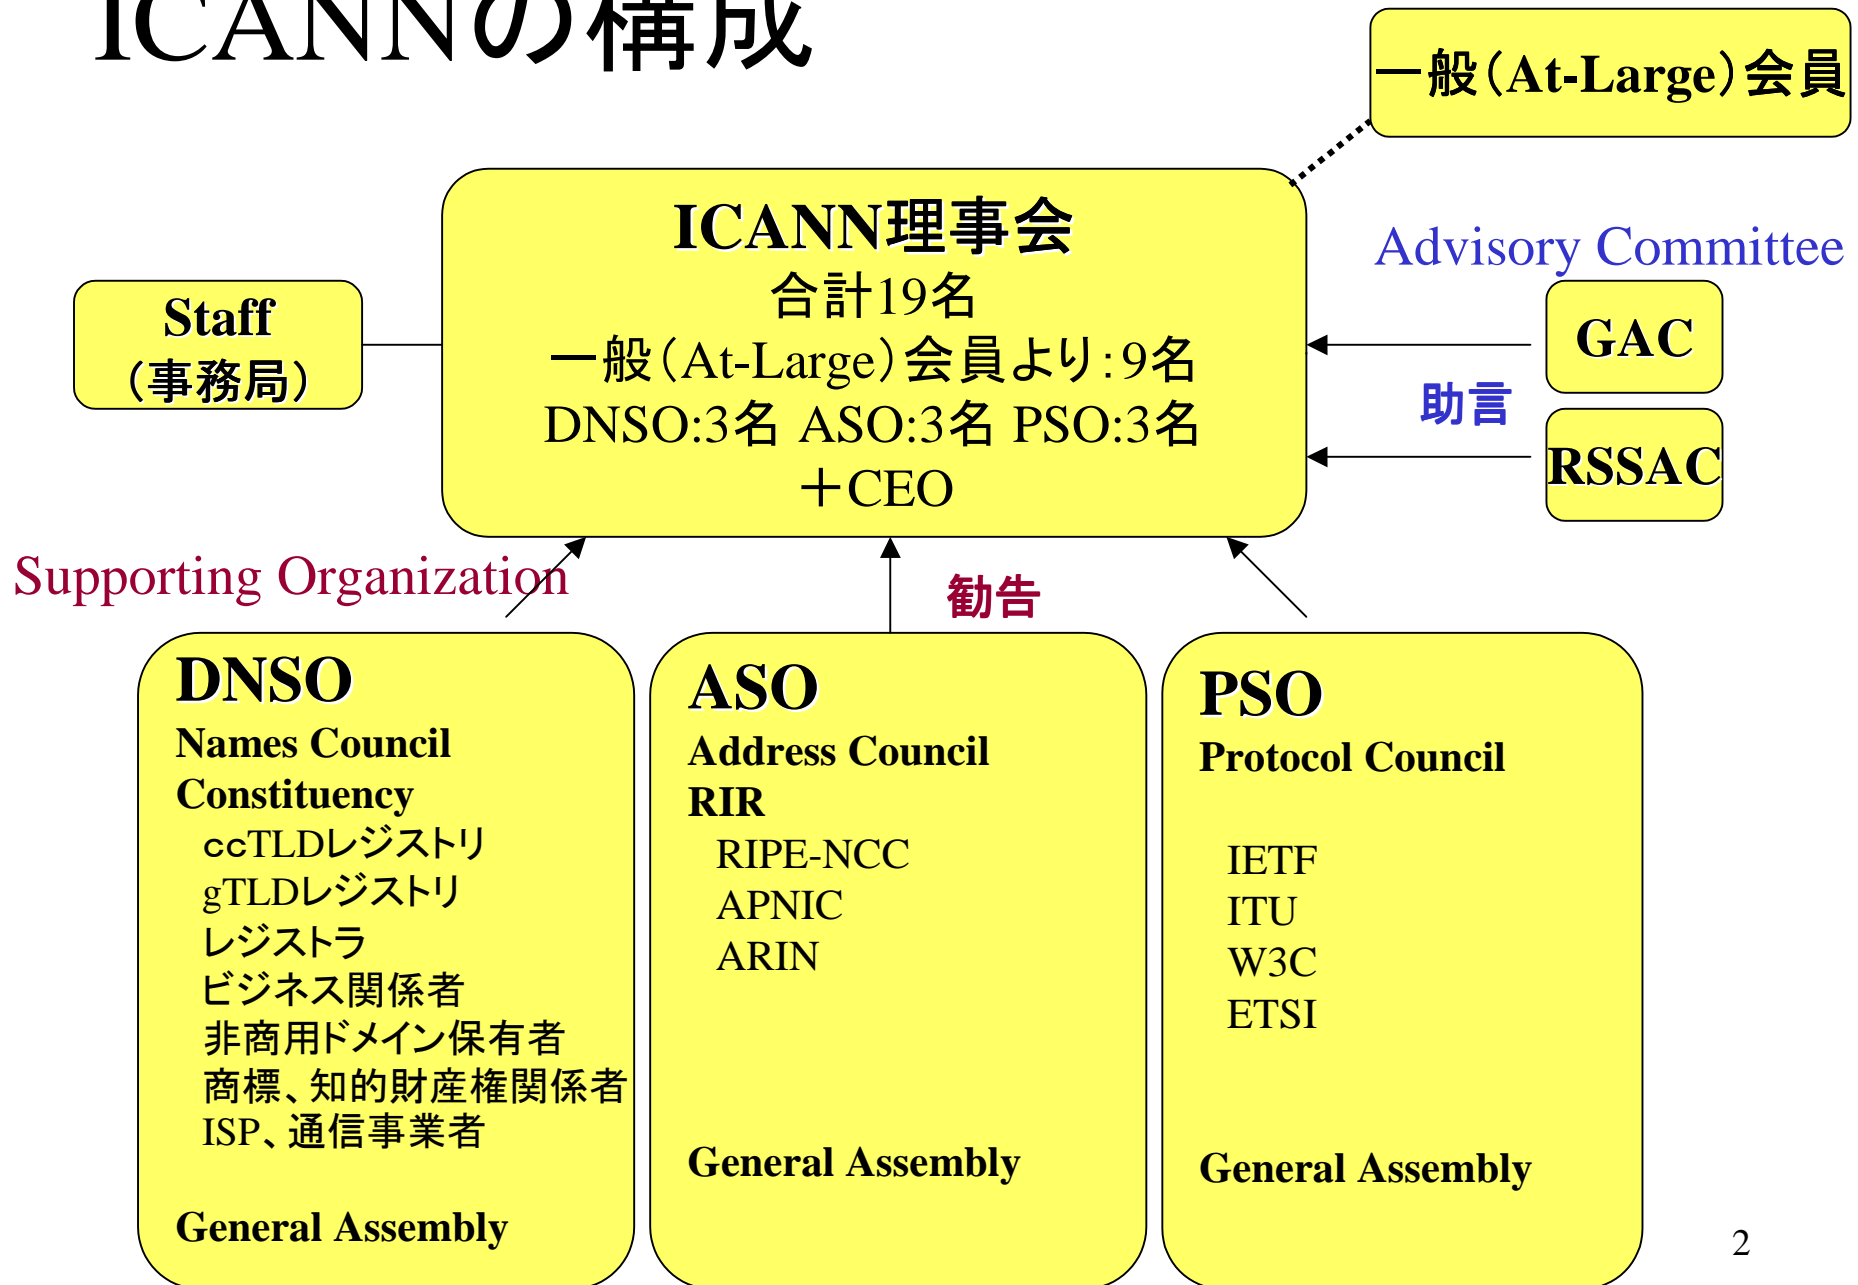 ICANNの構成
一般（At-Large）会員
ICANN理事会
合計19名
一般（At-Large）会員より：9名
DNSO:3名 ASO:3名 PSO:3名
＋CEO
Staff
（事務局）
Advisory Committee
GAC
助言
RSSAC
Supporting Organization
勧告
DNSO
Names Council
Constituency
ｃｃTLDレジストリ
gTLDレジストリ
レジストラ
ビジネス関係者
非商用ドメイン保有者
商標、知的財産権関係者
ISP、通信事業者
General Assembly
ASO
Address Council
RIR
RIPE-NCC
APNIC
ARIN
General Assembly
PSO
Protocol Council
IETF
ITU
W3C
ETSI
General Assembly
2